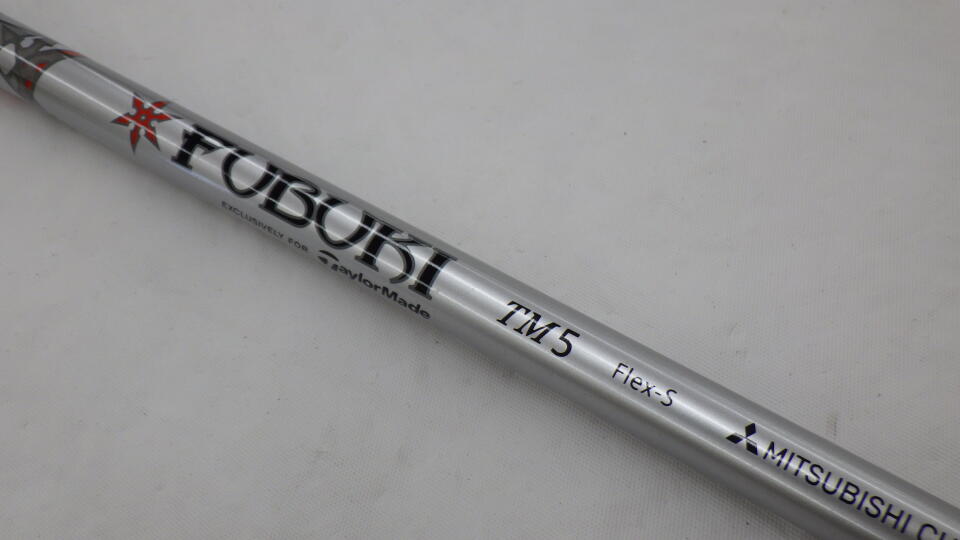 FUBUKI
EXCLUSIVELY FOR
TaylorMade
TM5
Flex-S
MITSUBISHI